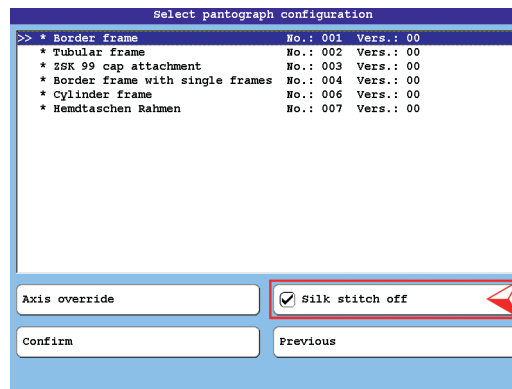 Select pantograph configuration
>> * Border frame No.: 001 Vers.: 00
* Tubular frame No.: 002 Vers.: 00
* ZSK 99 cap attachment No.: 003 Vers.: 00
* Border frame with single frames No.: 004 Vers.: 00
* Cylinder frame No.: 006 Vers.: 00
* Hemdtaschen Rahmen No.: 007 Vers.: 00
Axis override
Silk stitch off
Confirm
Previous